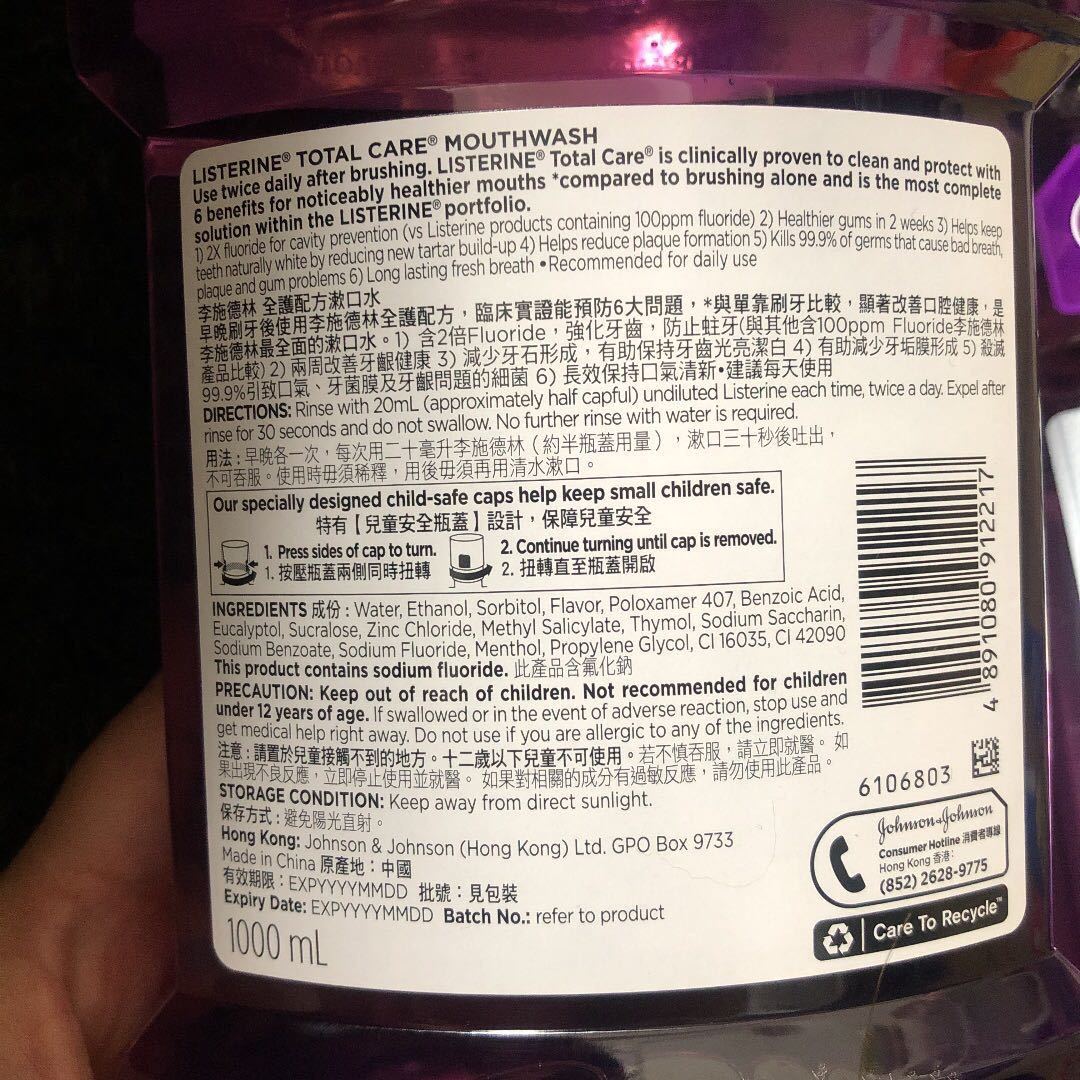 LISTERINE® TOTAL CARE® MOUTHWASH
Use twice daily after brushing. LISTERINE® Total Care® is clinically proven to clean and protect with
6 benefits for noticeably healthier mouths *compared to brushing alone and is the most complete
solution within the LISTERINE® portfolio.
1) 2X fluoride for cavity prevention (vs Listerine products containing 100ppm fluoride) 2) Healthier gums in 2 weeks 3) Helps keep
teeth naturally white by reducing new tartar build-up 4) Helps reduce plaque formation 5) Kills 99.9% of germs that cause bad breath,
plaque and gum problems 6) Long lasting fresh breath •Recommended for daily use
李施德林 全護配方漱口水
早晚刷牙後使用李施德林全護配方，臨床實證能預防6大問題，*與單靠刷牙比較，顯著改善口腔健康，是
李施德林最全面的漱口水。1) 含2倍Fluoride，強化牙齒，防止蛀牙(與其他含100ppm Fluoride李施德林
產品比較) 2) 兩周改善牙齦健康 3) 減少牙石形成，有助保持牙齒光亮潔白 4) 有助減少牙垢膜形成 5) 殺滅
99.9%引致口氣、牙菌膜及牙齦問題的細菌 6) 長效保持口氣清新•建議每天使用
DIRECTIONS: Rinse with 20mL (approximately half capful) undiluted Listerine each time, twice a day. Expel after
rinse for 30 seconds and do not swallow. No further rinse with water is required.
用法：早晚各一次，每次用二十毫升李施德林（約半瓶蓋用量），漱口三十秒後吐出，
不可吞服。使用時毋須稀釋，用後毋須再用清水漱口。
Our specially designed child-safe caps help keep small children safe.
特有【兒童安全瓶蓋】設計，保障兒童安全
1. Press sides of cap to turn.
1. 按壓瓶蓋兩側同時扭轉
2. Continue turning until cap is removed.
2. 扭轉直至瓶蓋開啟
INGREDIENTS 成份 : Water, Ethanol, Sorbitol, Flavor, Poloxamer 407, Benzoic Acid,
Eucalyptol, Sucralose, Zinc Chloride, Methyl Salicylate, Thymol, Sodium Saccharin,
Sodium Benzoate, Sodium Fluoride, Menthol, Propylene Glycol, CI 16035, CI 42090
This product contains sodium fluoride. 此產品含氟化鈉
PRECAUTION: Keep out of reach of children. Not recommended for children
under 12 years of age. If swallowed or in the event of adverse reaction, stop use and
get medical help right away. Do not use if you are allergic to any of the ingredients.
注意：請置於兒童接觸不到的地方。十二歲以下兒童不可使用。若不慎吞服，請立即就醫。如
果出現不良反應，立即停止使用並就醫。 如果對相關的成分有過敏反應，請勿使用此產品。
STORAGE CONDITION: Keep away from direct sunlight.
保存方式：避免陽光直射。
Hong Kong: Johnson & Johnson (Hong Kong) Ltd. GPO Box 9733
Made in China 原產地：中國
有效期限：EXPYYYYMMDD 批號：見包裝
Expiry Date: EXPYYYYMMDD Batch No.: refer to product
1000 mL
4 891080 912217
6106803
Johnson & Johnson
Consumer Hotline 消費者專線
Hong Kong 香港:
(852) 2628-9775
Care To Recycle™